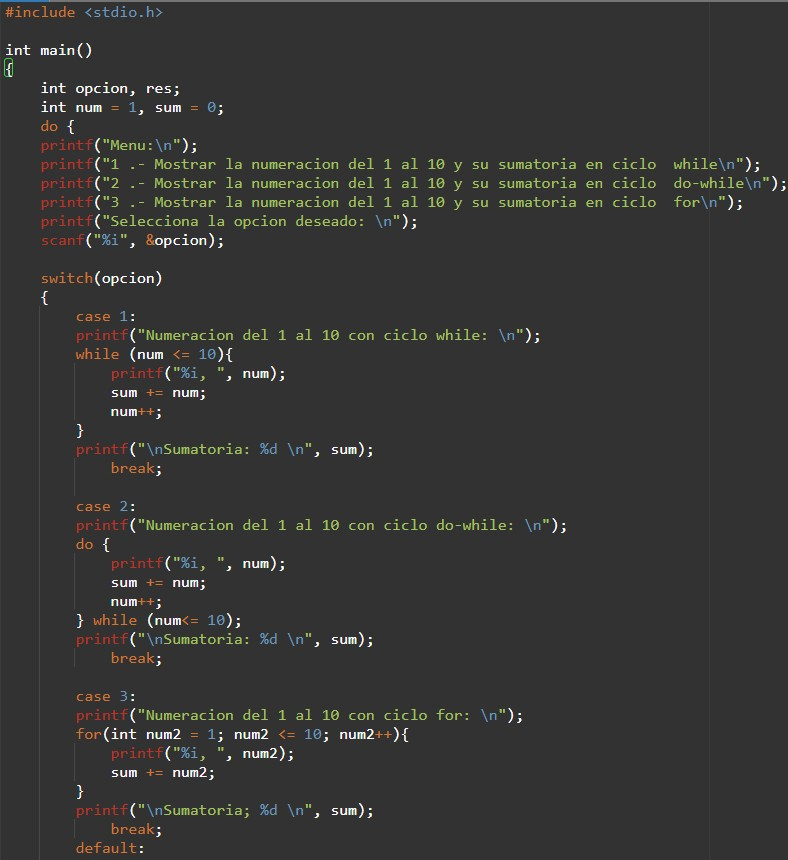 #include <stdio.h>

int main()
{
    int opcion, res;
    int num = 1, sum = 0;
    do {
    printf("Menu:\n");
    printf("1 .- Mostrar la numeracion del 1 al 10 y su sumatoria en ciclo  while\n");
    printf("2 .- Mostrar la numeracion del 1 al 10 y su sumatoria en ciclo  do-while\n");
    printf("3 .- Mostrar la numeracion del 1 al 10 y su sumatoria en ciclo  for\n");
    printf("Selecciona la opcion deseado: \n");
    scanf("%i", &opcion);

    switch(opcion)
    {
        case 1:
        printf("Numeracion del 1 al 10 con ciclo while: \n");
        while (num <= 10){
            printf("%i, ", num);
            sum += num;
            num++;
        }
        printf("\nSumatoria: %d \n", sum);
            break;

        case 2:
        printf("Numeracion del 1 al 10 con ciclo do-while: \n");
        do {
            printf("%i, ", num);
            sum += num;
            num++;
        } while (num<= 10);
        printf("\nSumatoria: %d \n", sum);
            break;

        case 3:
        printf("Numeracion del 1 al 10 con ciclo for: \n");
        for(int num2 = 1; num2 <= 10; num2++){
            printf("%i, ", num2);
            sum += num2;
        }
        printf("\nSumatoria; %d \n", sum);
            break;
        default: